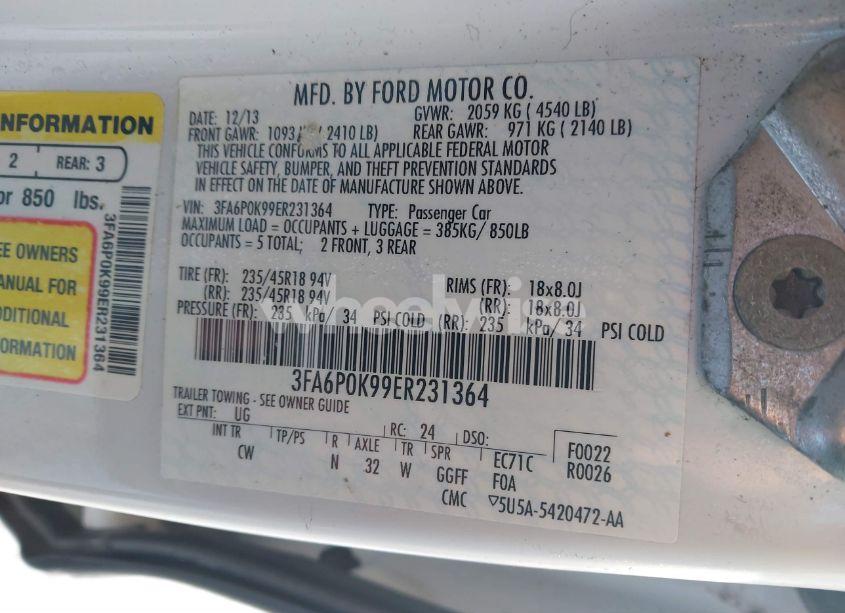 NFORMATION
2 REAR: 3
or 850 lbs.
EE OWNERS
ANUAL FOR
DDITIONAL
FORMATION
3FA6P0K99ER231364
MFD. BY FORD MOTOR CO.
DATE: 12/13 GVWR: 2059 KG ( 4540 LB)
FRONT GAWR: 1093 ( 2410 LB) REAR GAWR: 971 KG ( 2140 LB)
THIS VEHICLE CONFORMS TO ALL APPLICABLE FEDERAL MOTOR
VEHICLE SAFETY, BUMPER, AND THEFT PREVENTION STANDARDS
IN EFFECT ON THE DATE OF MANUFACTURE SHOWN ABOVE.
VIN: 3FA6P0K99ER231364 TYPE: Passenger Car
MAXIMUM LOAD = OCCUPANTS + LUGGAGE = 385KG/ 850LB
OCCUPANTS = 5 TOTAL; 2 FRONT, 3 REAR
TIRE (FR): 235/45R18 94V RIMS (FR): 18x8.0J
(RR): 235/45R18 94V (RR): 18x8.0J
PRESSURE (FR): 235 kPa/ 34 PSI COLD (RR): 235 kPa/ 34 PSI COLD
3FA6P0K99ER231364
TRAILER TOWING - SEE OWNER GUIDE
EXT PNT: UG RC: 24 DSO: F0022
INT TR TP/PS R AXLE TR SPR EC71C R0026
CW N 32 W GGFF F0A
CMC 5U5A-5420472-AA